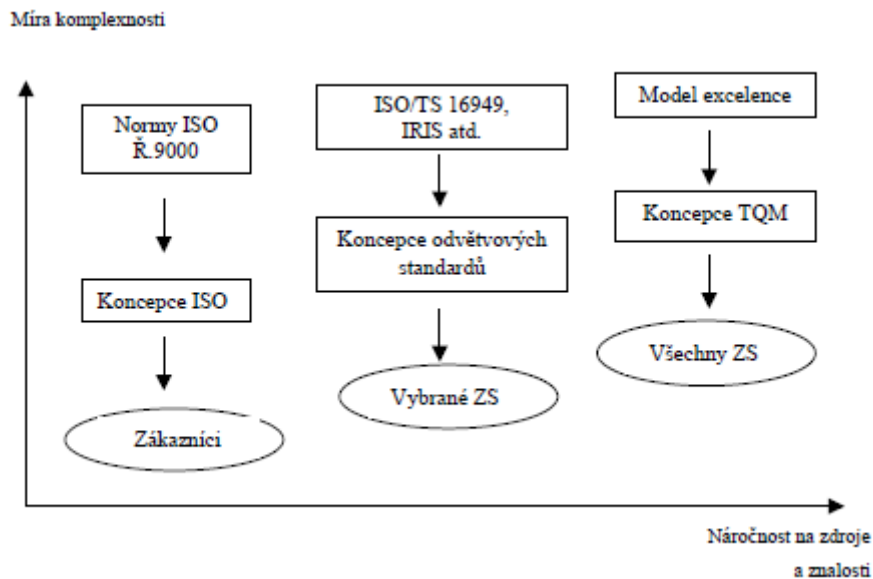 Míra komplexnosti
Normy ISO
Ř.9000
Koncepce ISO
Zákazníci
ISO/TS 16949,
IRIS atd.
Koncepce odvětvových
standardů
Vybrané ZS
Model excelence
Koncepce TQM
Všechny ZS
Náročnost na zdroje
a znalosti